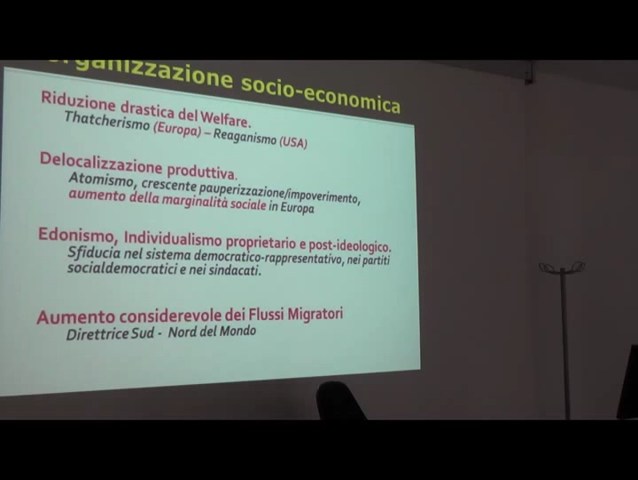 organizzazione socio-economica
Riduzione drastica del Welfare.
Thatcherismo (Europa) – Reaganismo (USA)
Delocalizzazione produttiva.
Atomismo, crescente pauperizzazione/impoverimento,
aumento della marginalità sociale in Europa
Edonismo, Individualismo proprietario e post-ideologico.
Sfiducia nel sistema democratico-rappresentativo, nei partiti
socialdemocratici e nei sindacati.
Aumento considerevole dei Flussi Migratori
Direttrice Sud - Nord del Mondo